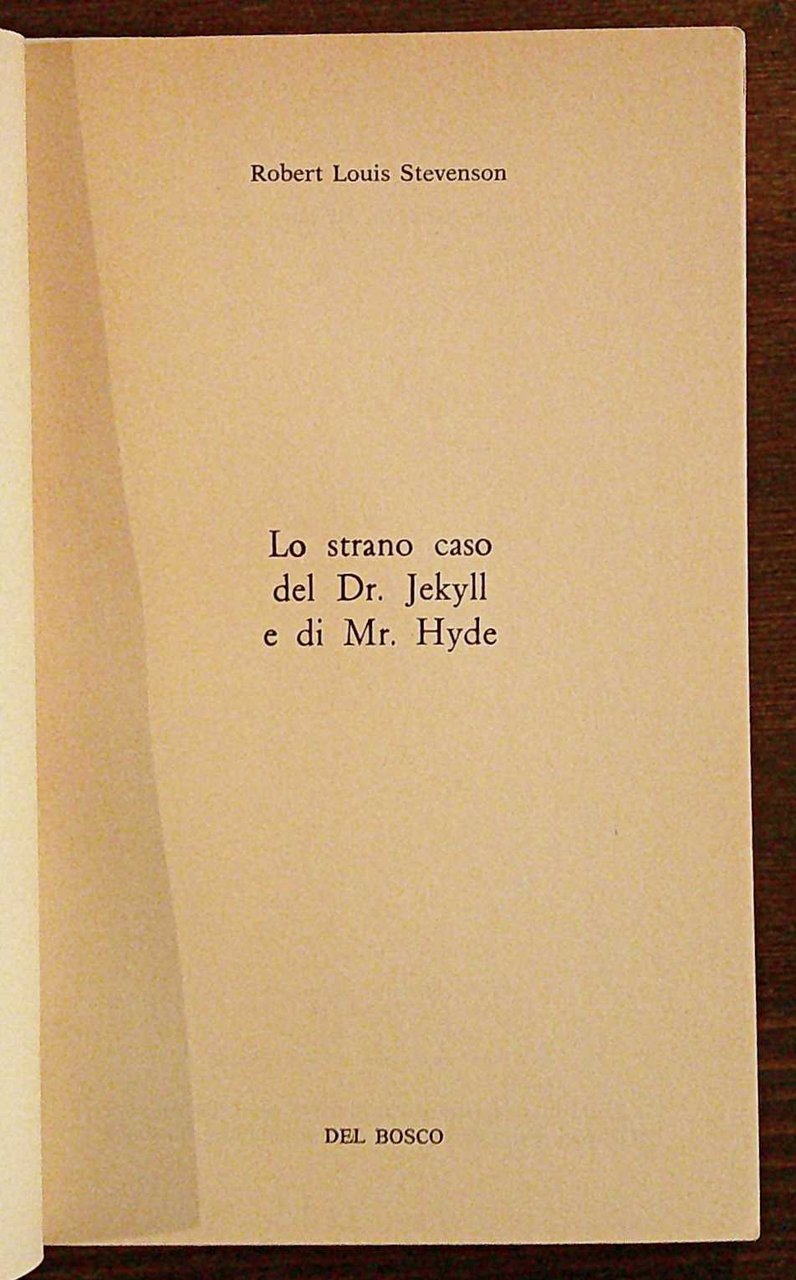 Robert Louis Stevenson
Lo strano caso
del Dr. Jekyll
e di Mr. Hyde
DEL BOSCO